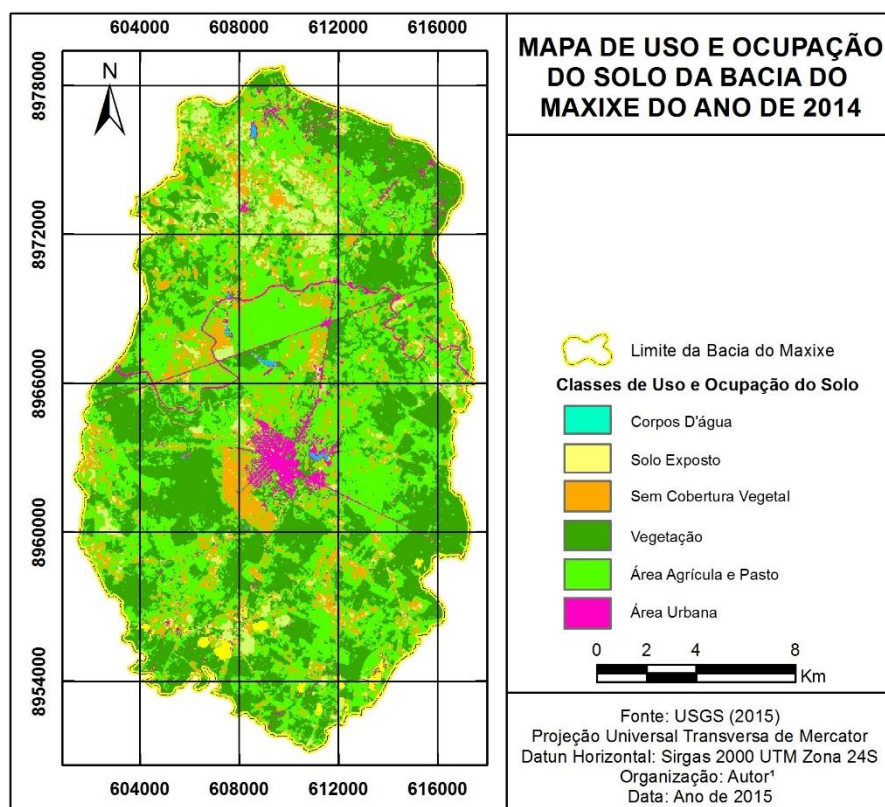 604000 608000 612000 616000
MAPA DE USO E OCUPAÇÃO
DO SOLO DA BACIA DO
MAXIXE DO ANO DE 2014
N
8978000
8972000
8966000
8960000
8954000
Limite da Bacia do Maxixe
Classes de Uso e Ocupação do Solo
Corpos D'água
Solo Exposto
Sem Cobertura Vegetal
Vegetação
Área Agrícula e Pasto
Área Urbana
0 2 4 8
Km
604000 608000 612000 616000
Fonte: USGS (2015)
Projeção Universal Transversa de Mercator
Datun Horizontal: Sirgas 2000 UTM Zona 24S
Organização: Autor¹
Data: Ano de 2015